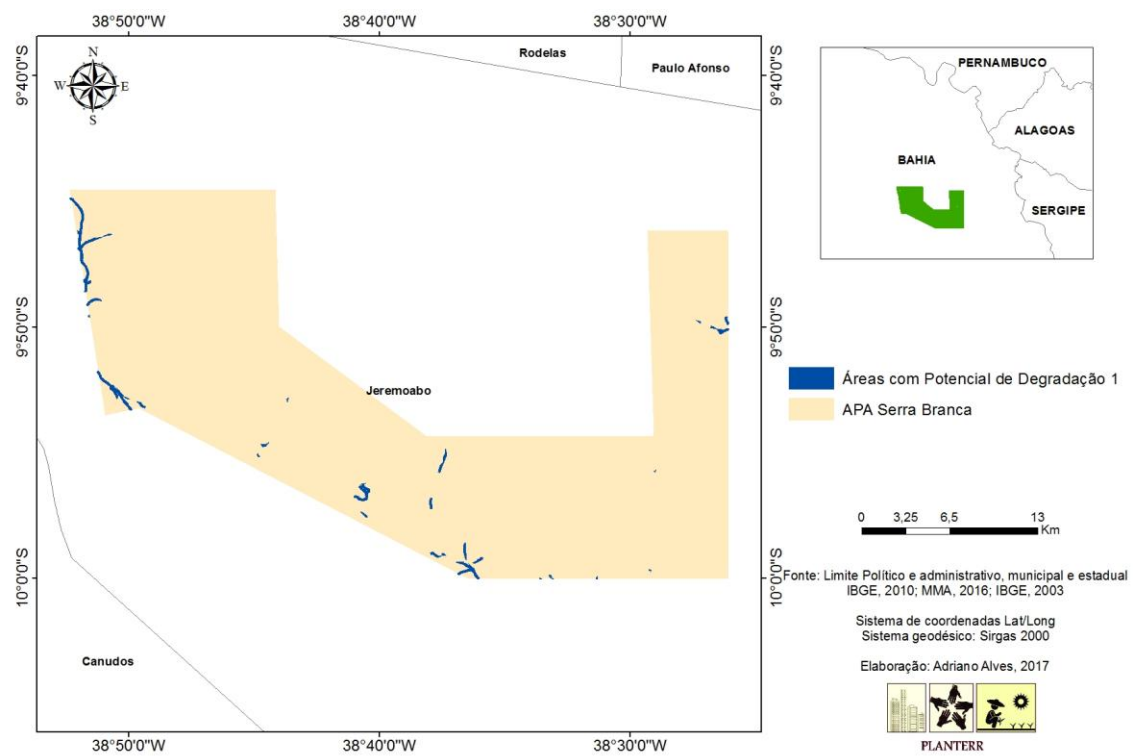 38°50'0"W
38°40'0"W
38°30'0"W
9°40'0"S
9°50'0"S
10°0'0"S
N
W
E
S
Rodelas
Paulo Afonso
Jeremoabo
Canudos
9°40'0"S
9°50'0"S
10°0'0"S
38°50'0"W
38°40'0"W
38°30'0"W
PERNAMBUCO
ALAGOAS
BAHIA
SERGIPE
Áreas com Potencial de Degradação 1
APA Serra Branca
0 3,25 6,5 13
Km
Fonte: Limite Político e administrativo, municipal e estadual
IBGE, 2010; MMA, 2016; IBGE, 2003
Sistema de coordenadas Lat/Long
Sistema geodésico: Sirgas 2000
Elaboração: Adriano Alves, 2017
PLANTERR